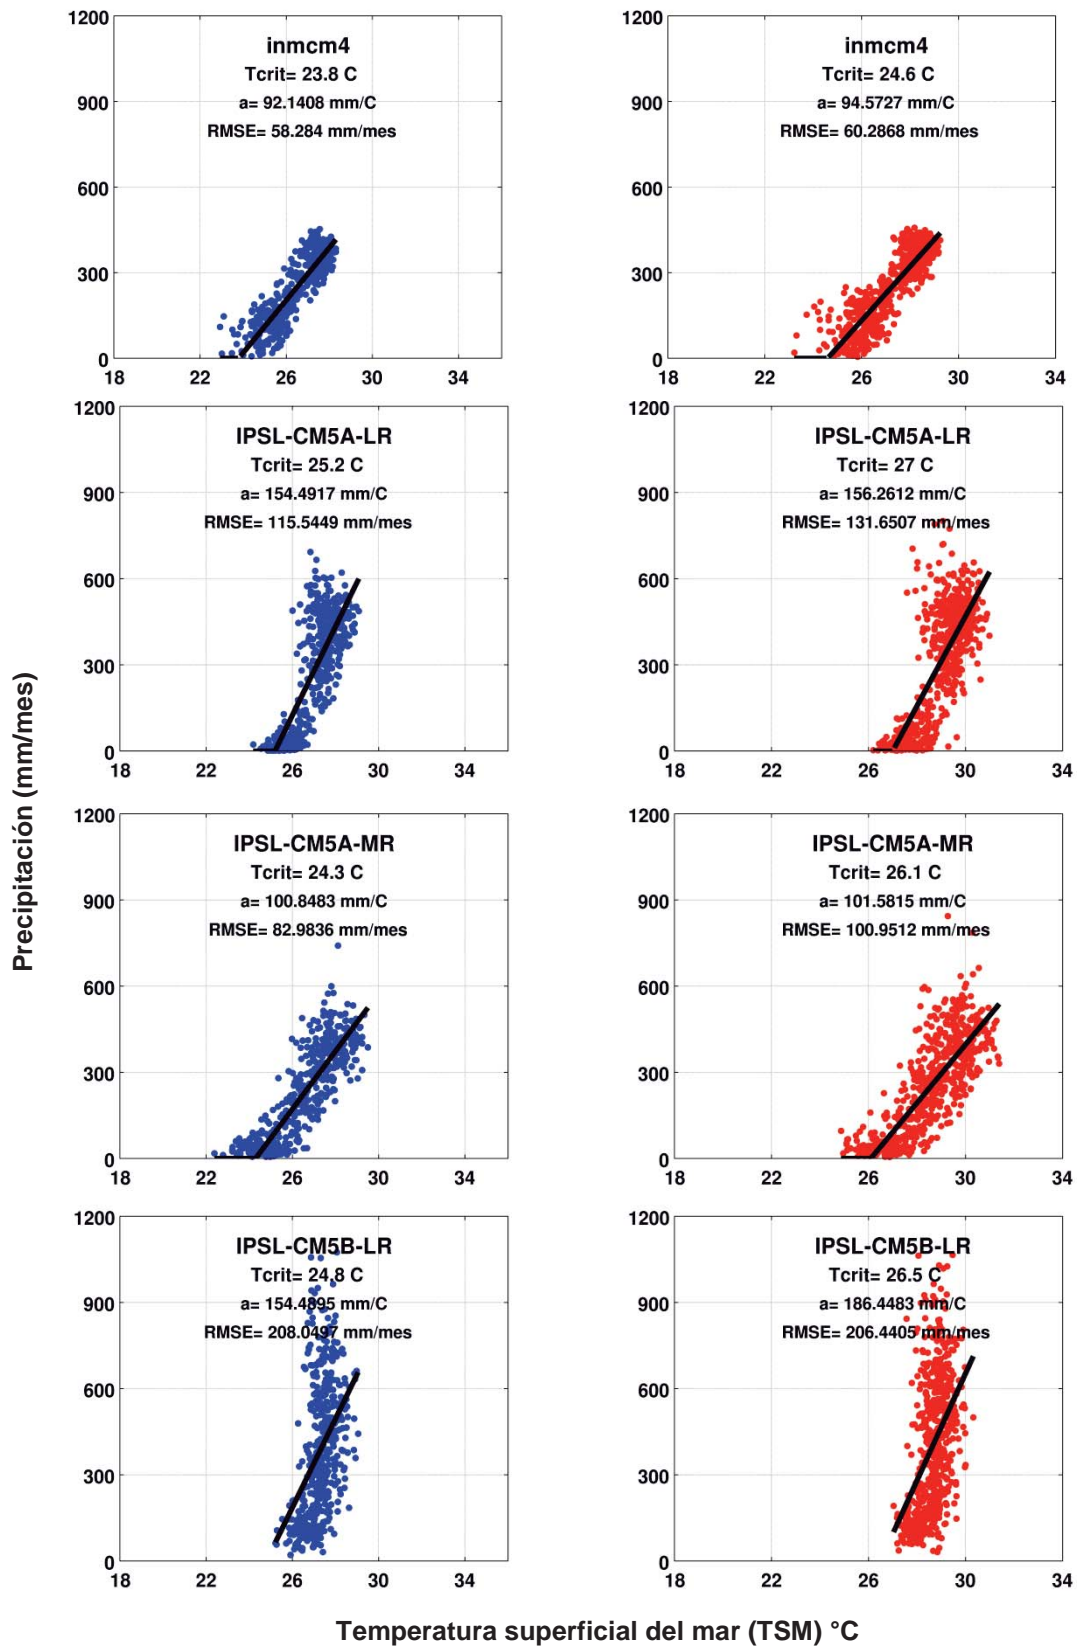 1200
900
600
300
0
18
22
26
30
34
inmcm4
Tcrit= 23.8 C
a= 92.1408 mm/C
RMSE= 58.284 mm/mes
1200
900
600
300
0
18
22
26
30
34
inmcm4
Tcrit= 24.6 C
a= 94.5727 mm/C
RMSE= 60.2868 mm/mes
1200
900
600
300
0
18
22
26
30
34
IPSL-CM5A-LR
Tcrit= 25.2 C
a= 154.4917 mm/C
RMSE= 115.5449 mm/mes
1200
900
600
300
0
18
22
26
30
34
IPSL-CM5A-LR
Tcrit= 27 C
a= 156.2612 mm/C
RMSE= 131.6507 mm/mes
1200
900
600
300
0
18
22
26
30
34
IPSL-CM5A-MR
Tcrit= 24.3 C
a= 100.8483 mm/C
RMSE= 82.9836 mm/mes
1200
900
600
300
0
18
22
26
30
34
IPSL-CM5A-MR
Tcrit= 26.1 C
a= 101.5815 mm/C
RMSE= 100.9512 mm/mes
1200
900
600
300
0
18
22
26
30
34
IPSL-CM5B-LR
Tcrit= 24.8 C
a= 154.4895 mm/C
RMSE= 208.0497 mm/mes
1200
900
600
300
0
18
22
26
30
34
IPSL-CM5B-LR
Tcrit= 26.5 C
a= 186.4483 mm/C
RMSE= 206.4405 mm/mes
Precipitación (mm/mes)
Temperatura superficial del mar (TSM) °C